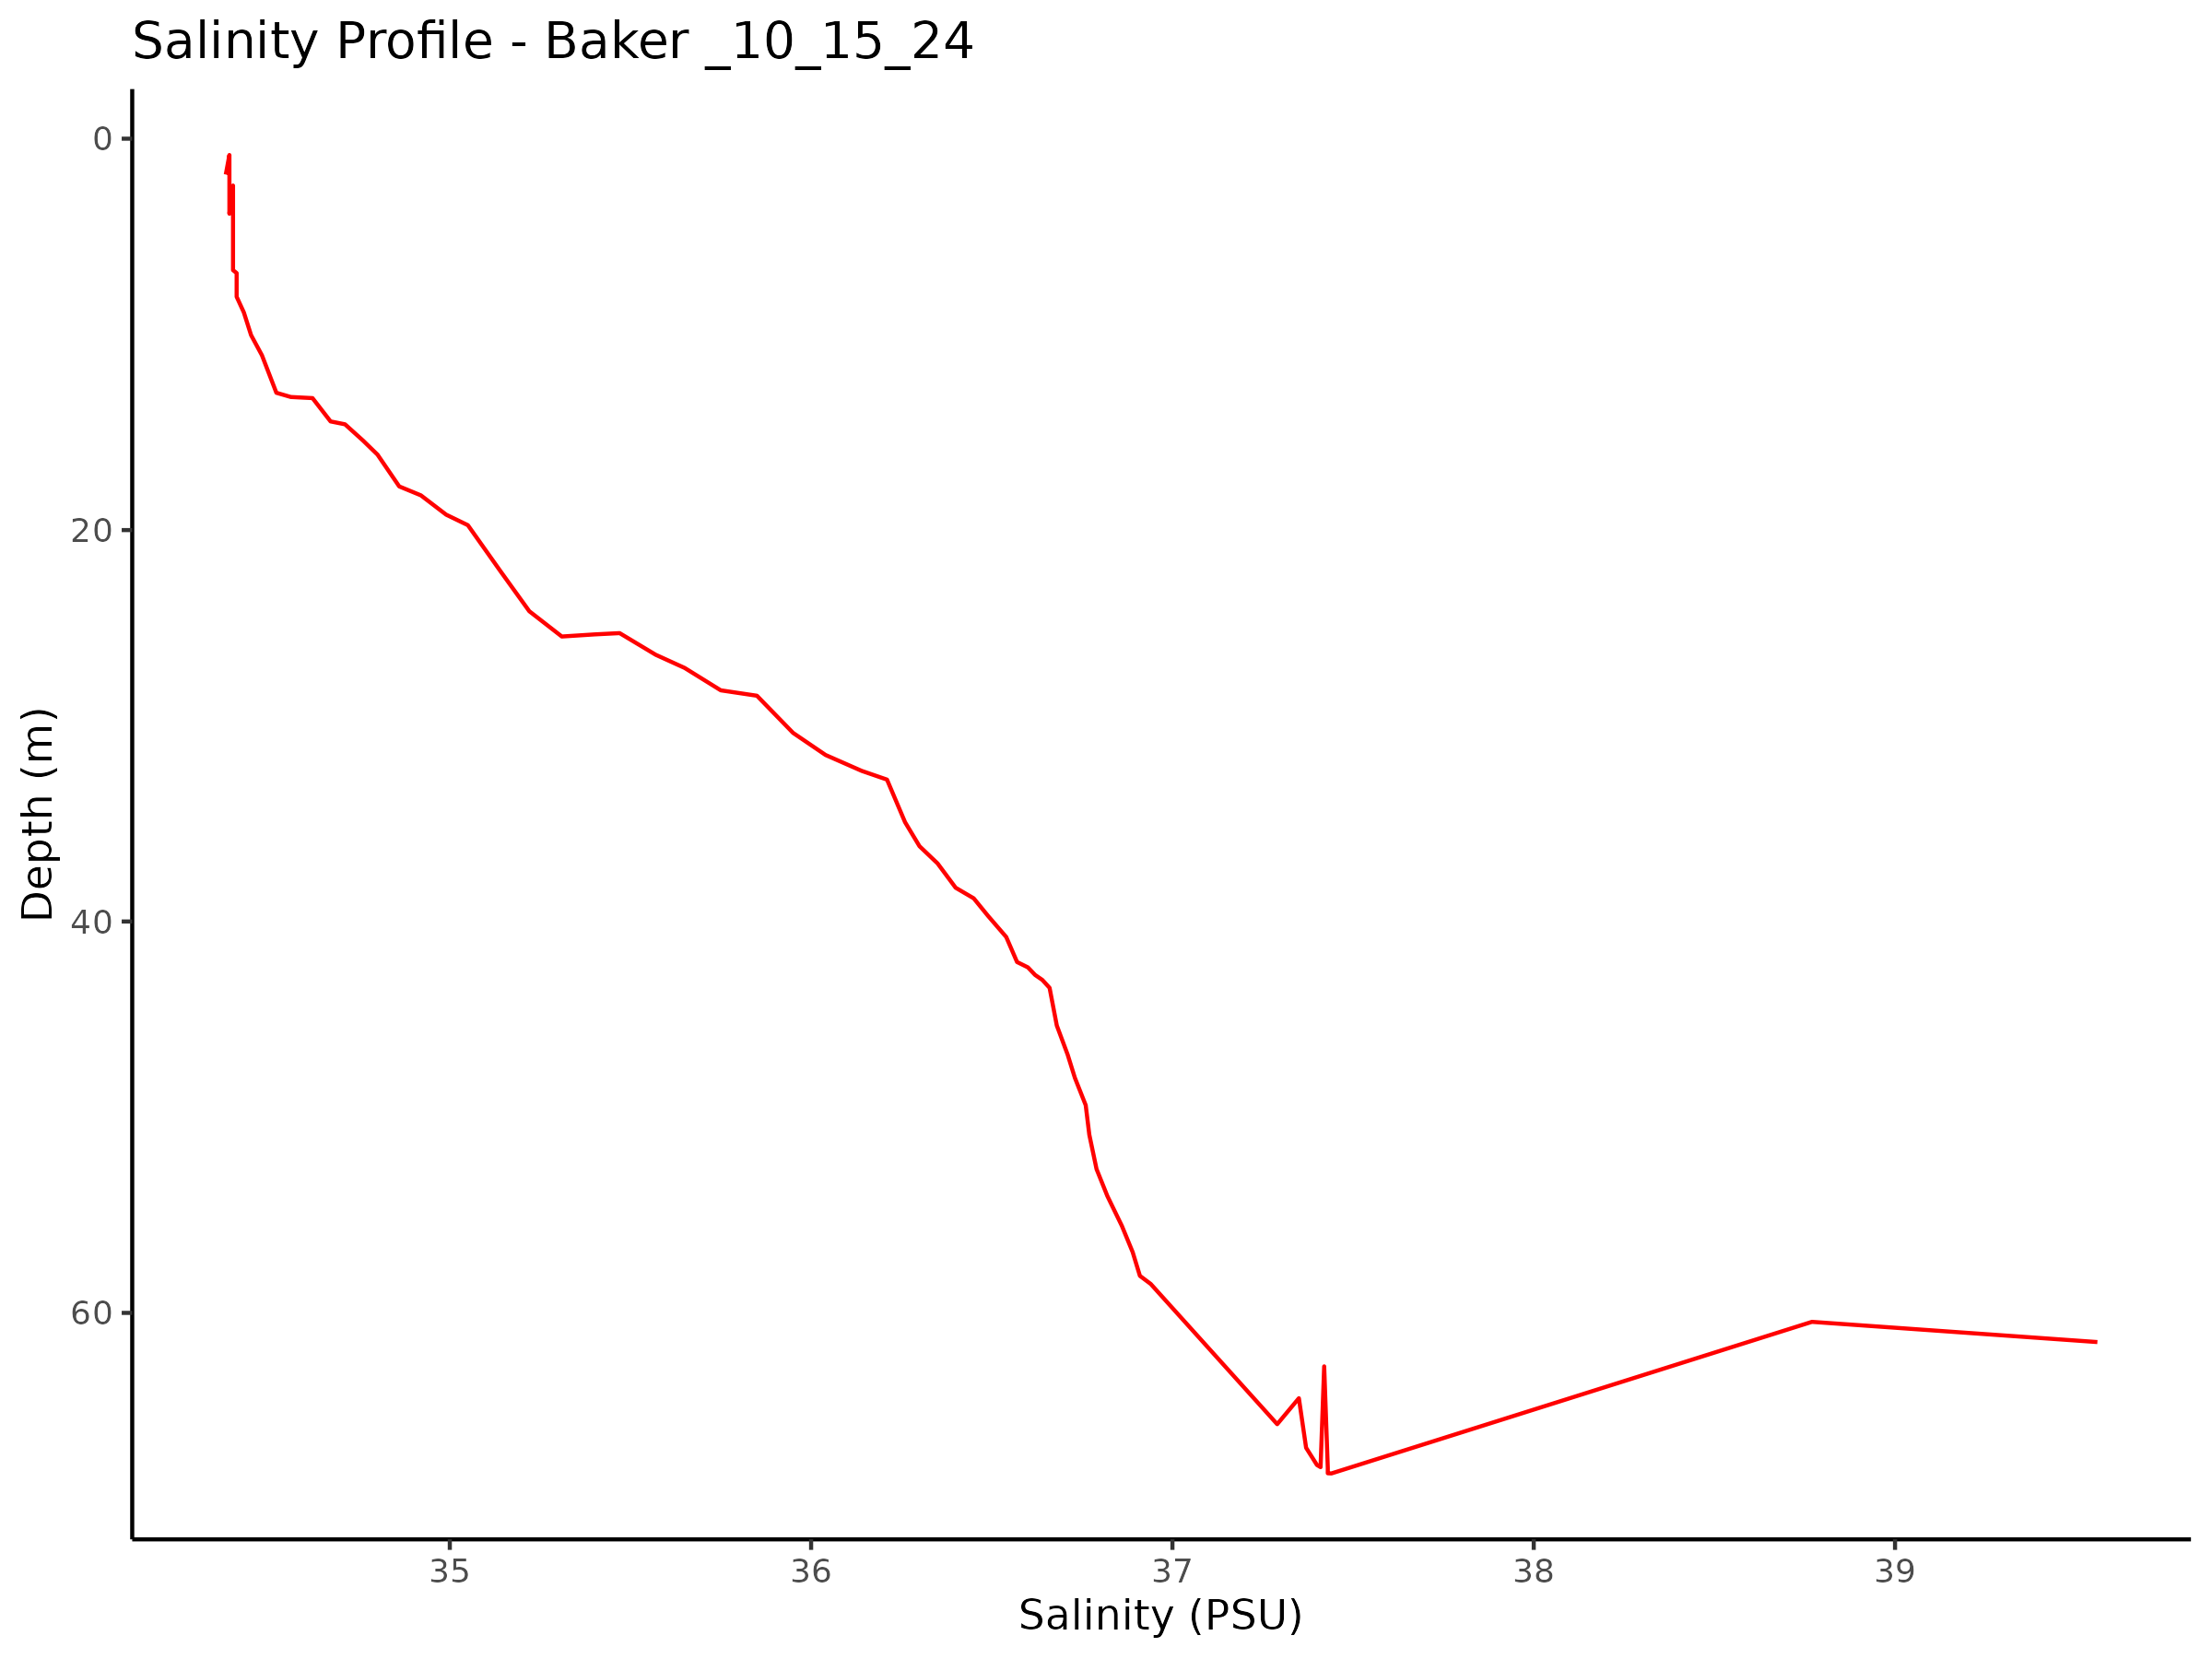 Salinity Profile - Baker _10_15_24
0
20
40
60
Depth (m)
35 36 37 38 39
Salinity (PSU)